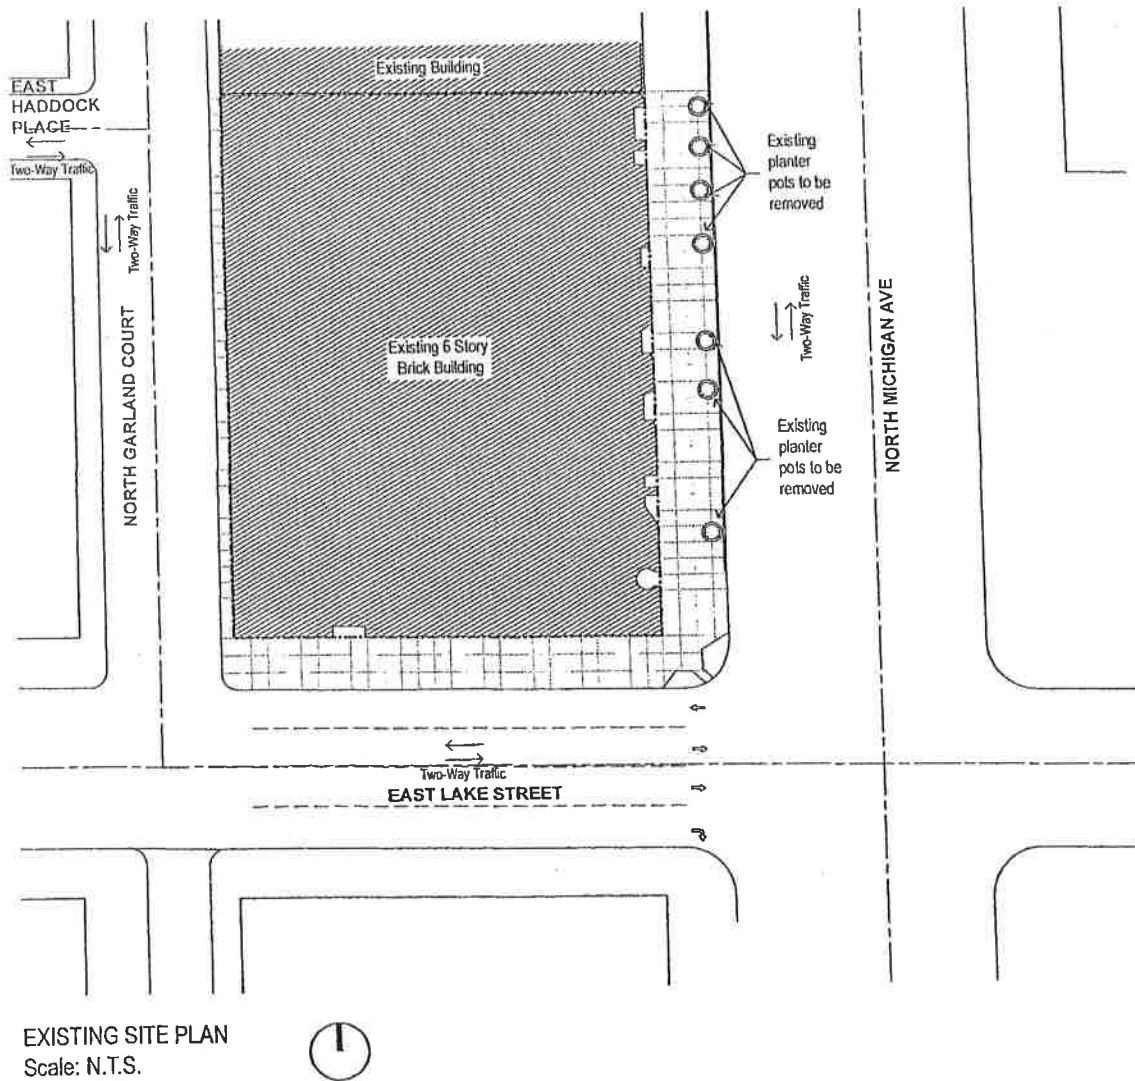 Existing Building
EAST
HADDOCK
PLACE
Two-Way Traffic
Two-Way Traffic
NORTH GARLAND COURT
Existing 6 Story
Brick Building
Existing
planter
pots to be
removed
Two-Way Traffic
NORTH MICHIGAN AVE
Existing
planter
pots to be
removed
Two-Way Traffic
EAST LAKE STREET
EXISTING SITE PLAN
Scale: N.T.S.